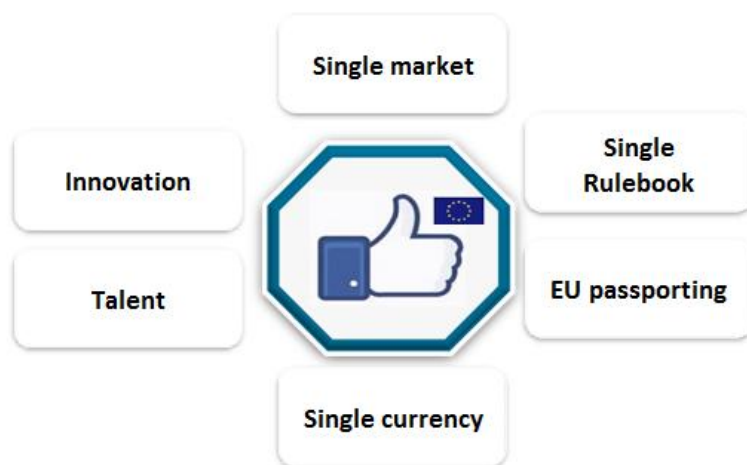 Single market
Innovation
Single
Rulebook
Talent
EU passporting
Single currency